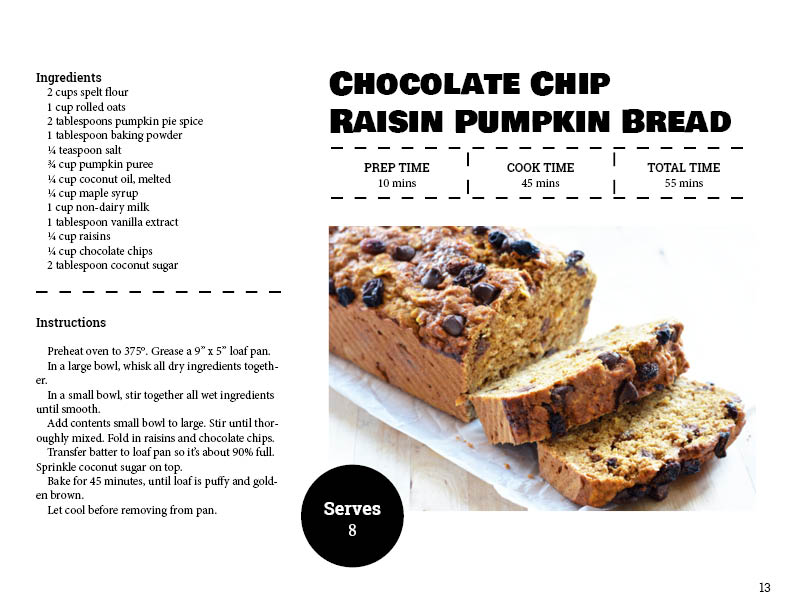 Ingredients
2 cups spelt flour
1 cup rolled oats
2 tablespoons pumpkin pie spice
1 tablespoon baking powder
¼ teaspoon salt
¾ cup pumpkin puree
¼ cup coconut oil, melted
¼ cup maple syrup
1 cup non-dairy milk
1 tablespoon vanilla extract
¼ cup raisins
¼ cup chocolate chips
2 tablespoon coconut sugar
Instructions
Preheat oven to 375º. Grease a 9” x 5” loaf pan.
In a large bowl, whisk all dry ingredients togeth-
er.
In a small bowl, stir together all wet ingredients
until smooth.
Add contents small bowl to large. Stir until thor-
oughly mixed. Fold in raisins and chocolate chips.
Transfer batter to loaf pan so it’s about 90% full.
Sprinkle coconut sugar on top.
Bake for 45 minutes, until loaf is puffy and gold-
en brown.
Let cool before removing from pan.
Chocolate Chip
Raisin Pumpkin Bread
PREP TIME
10 mins
COOK TIME
45 mins
TOTAL TIME
55 mins
Serves
8
13